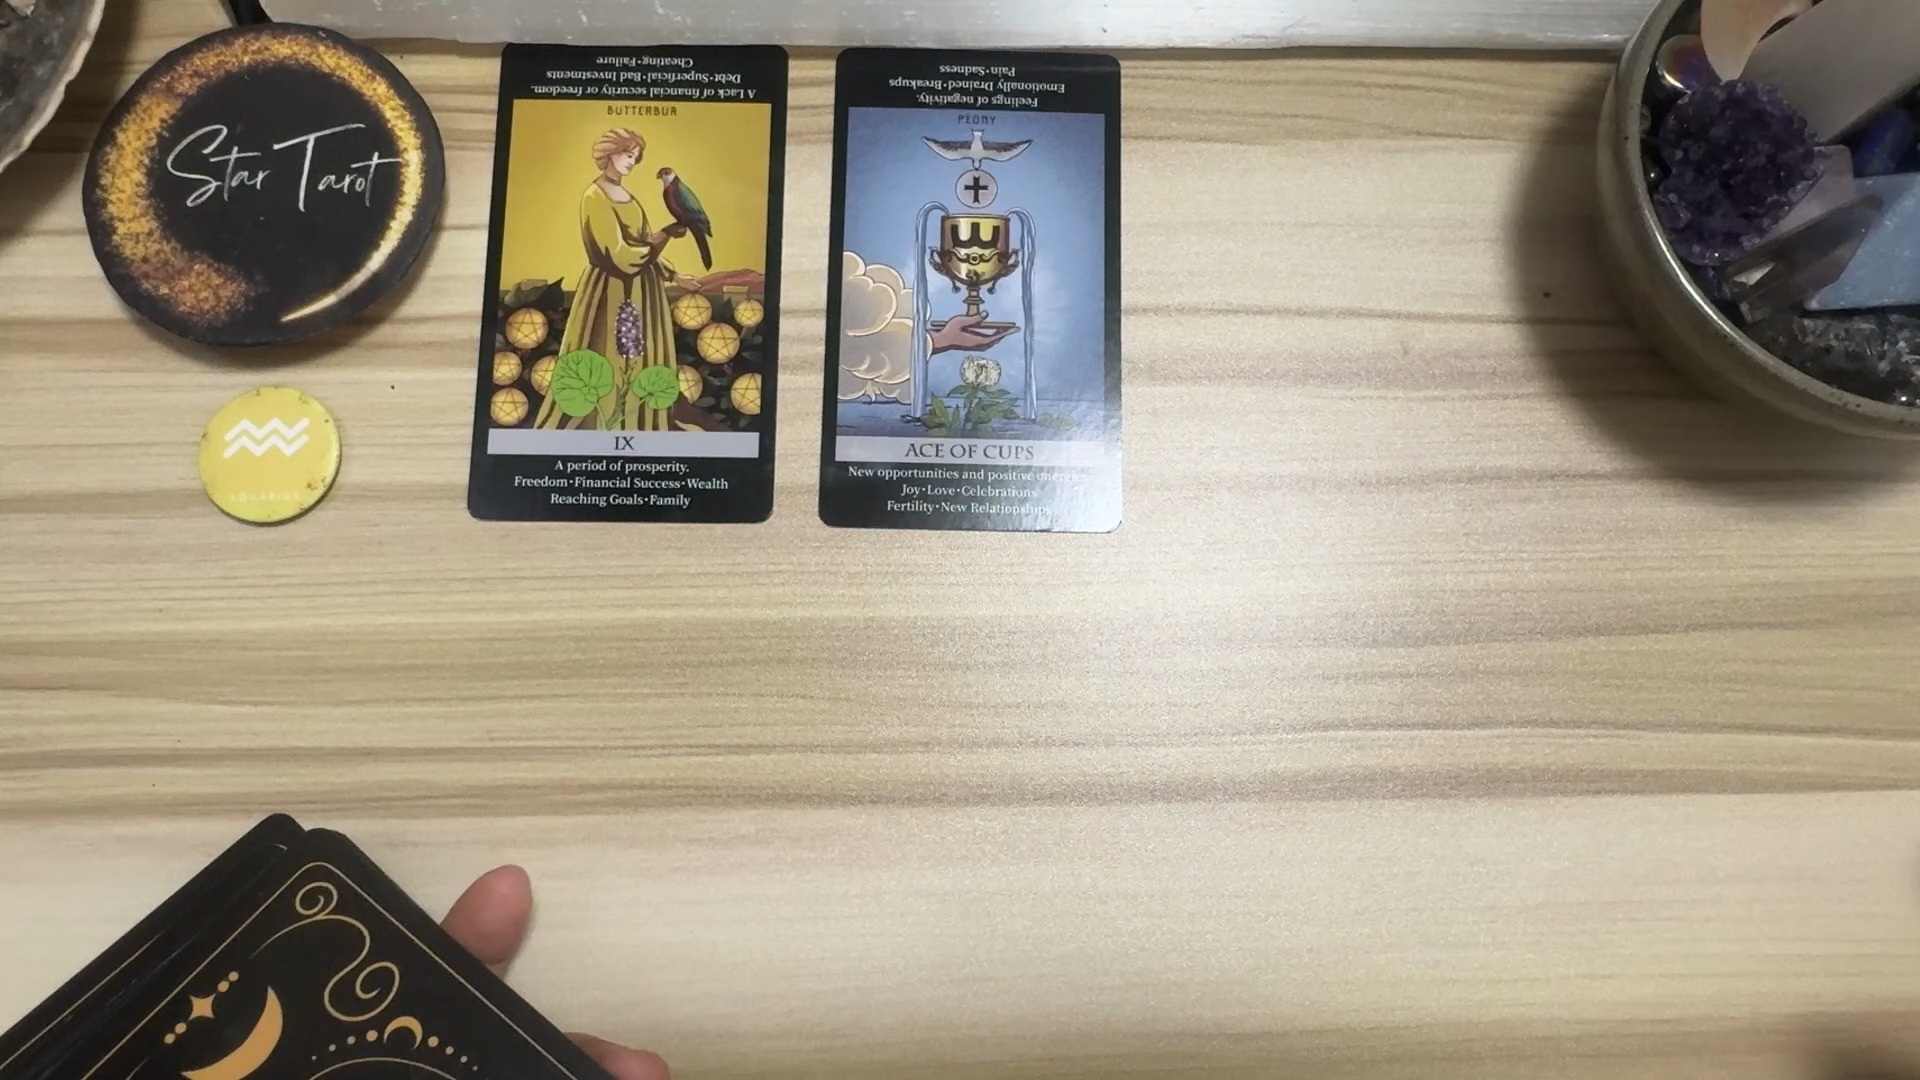 Star Tarot
AQUARIUS
A Lack of financial security or freedom.
Debt•Superficial•Bad Investments
Cheating•Failure
BUTTERBUR
IX
A period of prosperity.
Freedom•Financial Success•Wealth
Reaching Goals•Family
Feelings of negativity.
Emotionally Drained•Breakups
Pain•Sadness
PEONY
ACE OF CUPS
New opportunities and positive energies.
Joy•Love•Celebrations
Fertility•New Relationships